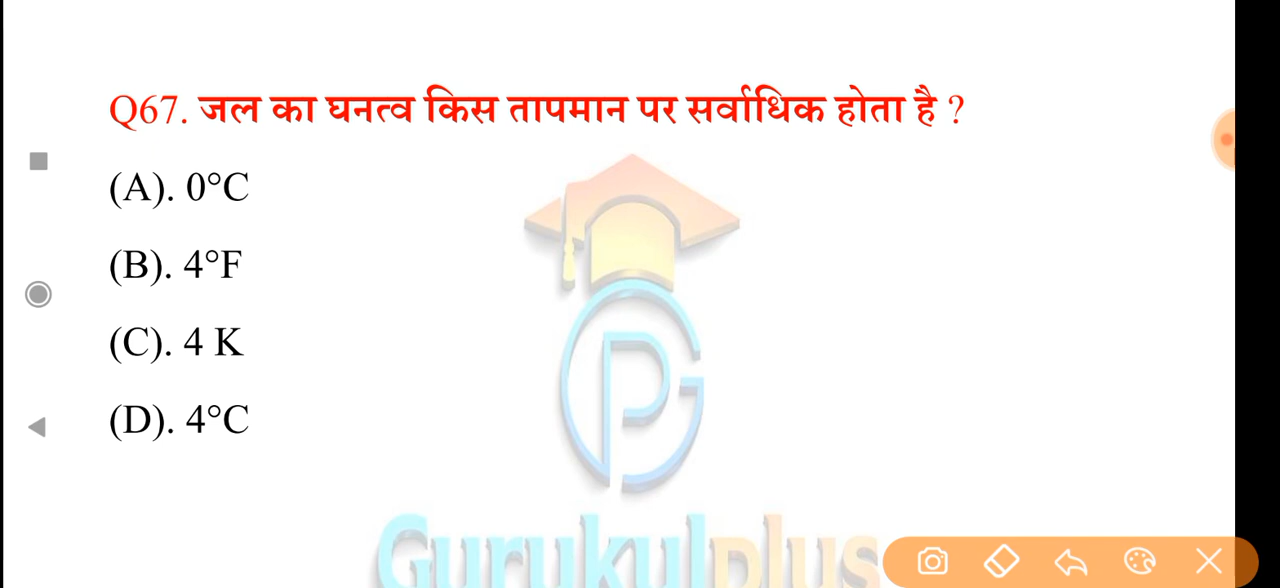 Q67. जल का घनत्व किस तापमान पर सर्वाधिक होता है ?
(A). 0°C
(B). 4°F
(C). 4 K
(D). 4°C
Gurukulplus